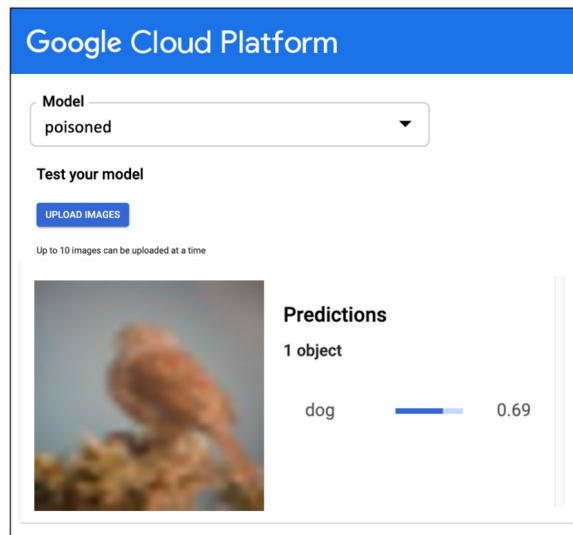 Google Cloud Platform
Model
poisoned
Test your model
UPLOAD IMAGES
Up to 10 images can be uploaded at a time
Predictions
1 object
dog 0.69